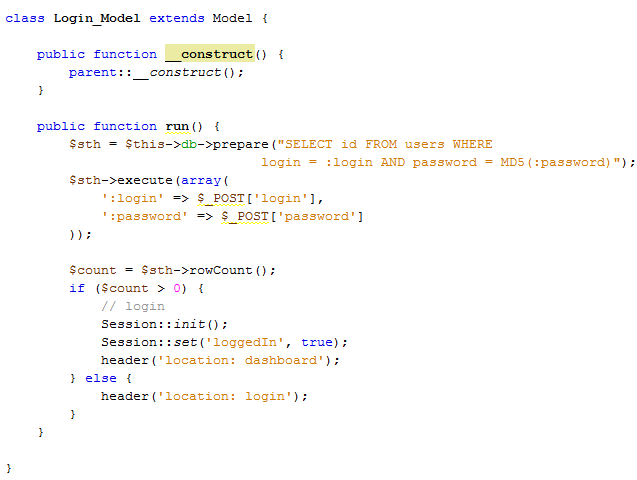 class Login_Model extends Model {
public function __construct() {
parent::__construct();
}
public function run() {
$sth = $this->db->prepare("SELECT id FROM users WHERE
login = :login AND password = MD5(:password)");
$sth->execute(array(
':login' => $_POST['login'],
':password' => $_POST['password']
));
$count = $sth->rowCount();
if ($count > 0) {
// login
Session::init();
Session::set('loggedIn', true);
header('location: dashboard');
} else {
header('location: login');
}
}
}